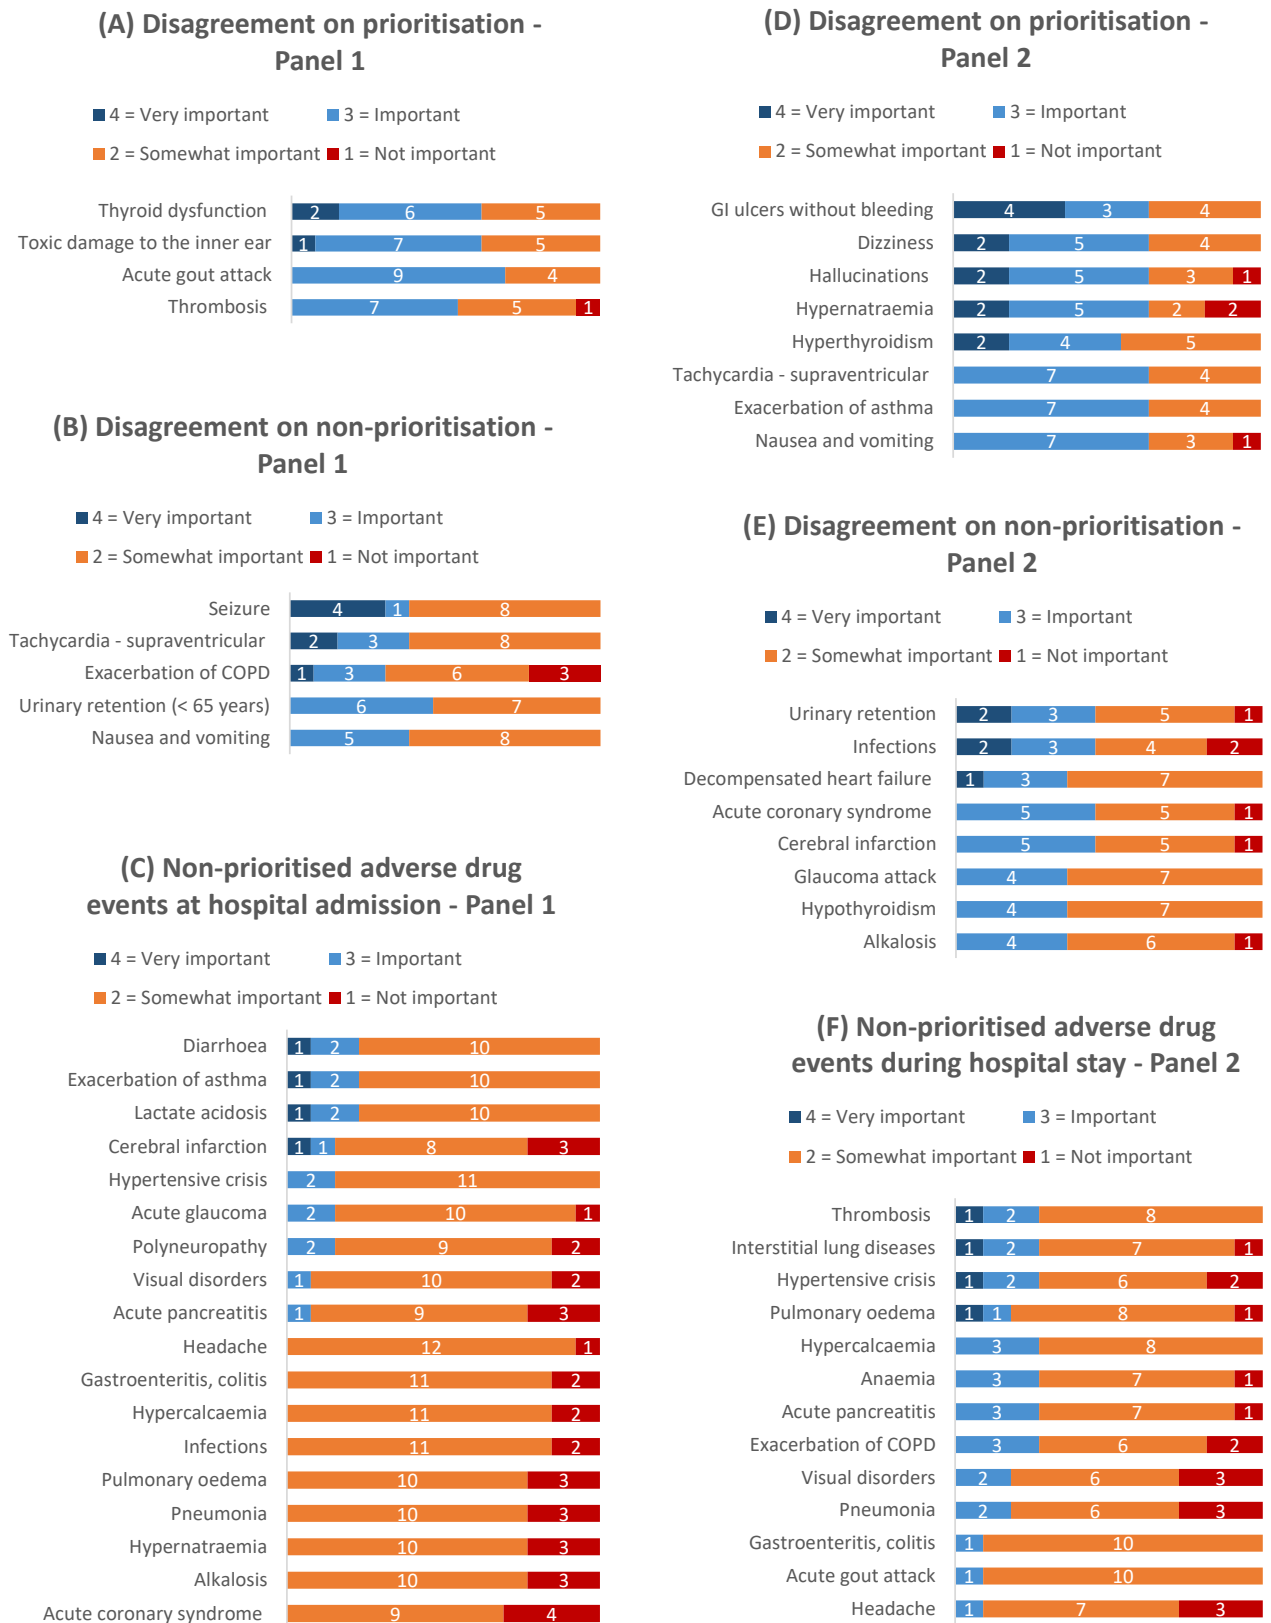 (A) Disagreement on prioritisation -
Panel 1
4 = Very important 3 = Important
2 = Somewhat important 1 = Not important
Thyroid dysfunction 2 6 5
Toxic damage to the inner ear 1 7 5
Acute gout attack 9 4
Thrombosis 7 5 1
(B) Disagreement on non-prioritisation -
Panel 1
4 = Very important 3 = Important
2 = Somewhat important 1 = Not important
Seizure 4 1 8
Tachycardia - supraventricular 2 3 8
Exacerbation of COPD 1 3 6 3
Urinary retention (< 65 years) 6 7
Nausea and vomiting 5 8
(C) Non-prioritised adverse drug
events at hospital admission - Panel 1
4 = Very important 3 = Important
2 = Somewhat important 1 = Not important
Diarrhoea 1 2 10
Exacerbation of asthma 1 2 10
Lactate acidosis 1 2 10
Cerebral infarction 1 1 8 3
Hypertensive crisis 2 11
Acute glaucoma 2 10 1
Polyneuropathy 2 9 2
Visual disorders 1 10 2
Acute pancreatitis 1 9 3
Headache 12 1
Gastroenteritis, colitis 11 2
Hypercalcaemia 11 2
Infections 11 2
Pulmonary oedema 10 3
Pneumonia 10 3
Hypernatraemia 10 3
Alkalosis 10 3
Acute coronary syndrome 9 4
(D) Disagreement on prioritisation -
Panel 2
4 = Very important 3 = Important
2 = Somewhat important 1 = Not important
GI ulcers without bleeding 4 3 4
Dizziness 2 5 4
Hallucinations 2 5 3 1
Hypernatraemia 2 5 2 2
Hyperthyroidism 2 4 5
Tachycardia - supraventricular 7 4
Exacerbation of asthma 7 4
Nausea and vomiting 7 3 1
(E) Disagreement on non-prioritisation -
Panel 2
4 = Very important 3 = Important
2 = Somewhat important 1 = Not important
Urinary retention 2 3 5 1
Infections 2 3 4 2
Decompensated heart failure 1 3 7
Acute coronary syndrome 5 5 1
Cerebral infarction 5 5 1
Glaucoma attack 4 7
Hypothyroidism 4 7
Alkalosis 4 6 1
(F) Non-prioritised adverse drug
events during hospital stay - Panel 2
4 = Very important 3 = Important
2 = Somewhat important 1 = Not important
Thrombosis 1 2 8
Interstitial lung diseases 1 2 7 1
Hypertensive crisis 1 2 6 2
Pulmonary oedema 1 1 8 1
Hypercalcaemia 3 8
Anaemia 3 7 1
Acute pancreatitis 3 7 1
Exacerbation of COPD 3 6 2
Visual disorders 2 6 3
Pneumonia 2 6 3
Gastroenteritis, colitis 1 10
Acute gout attack 1 10
Headache 1 7 3